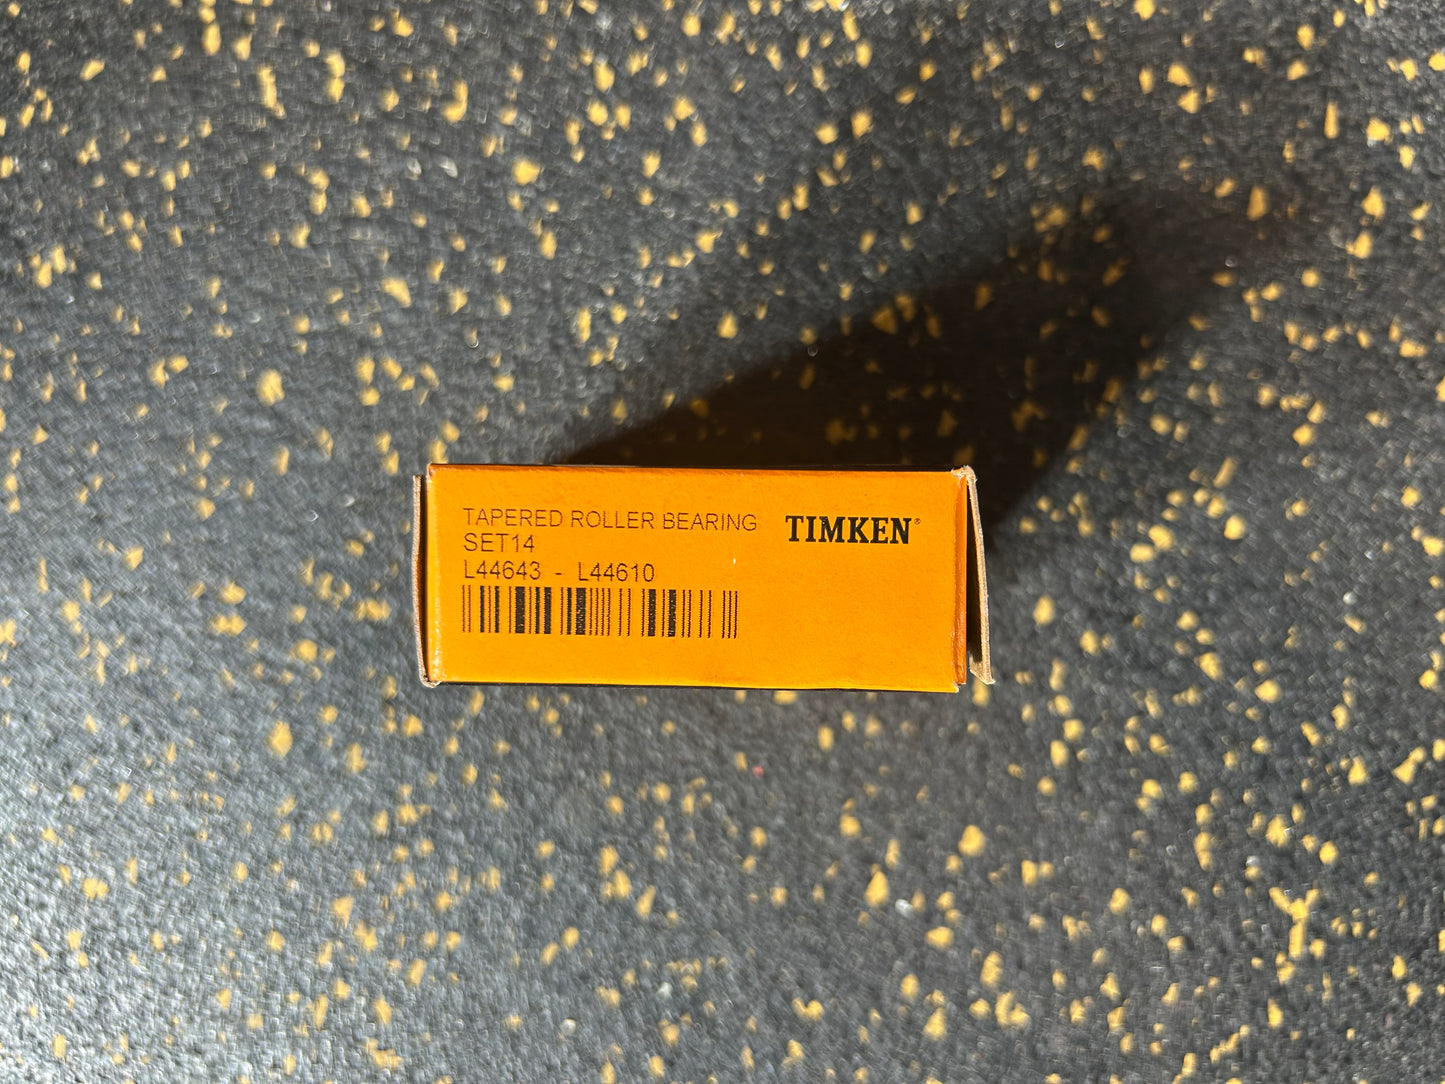 TAPERED ROLLER BEARING
SET14
L44643 - L44610
TIMKEN®